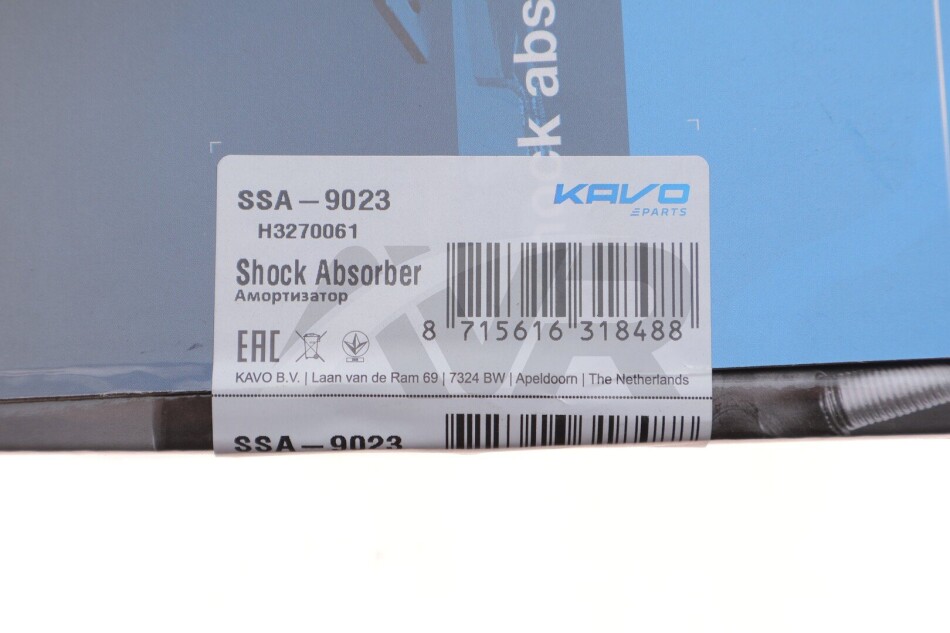 ock abs
SSA – 9023
KAVO
PARTS
H3270061
Shock Absorber
Амортизатор
8 715616 318488
EAC
KAVO B.V. | Laan van de Ram 69 | 7324 BW | Apeldoorn | The Netherlands
SSA – 9023